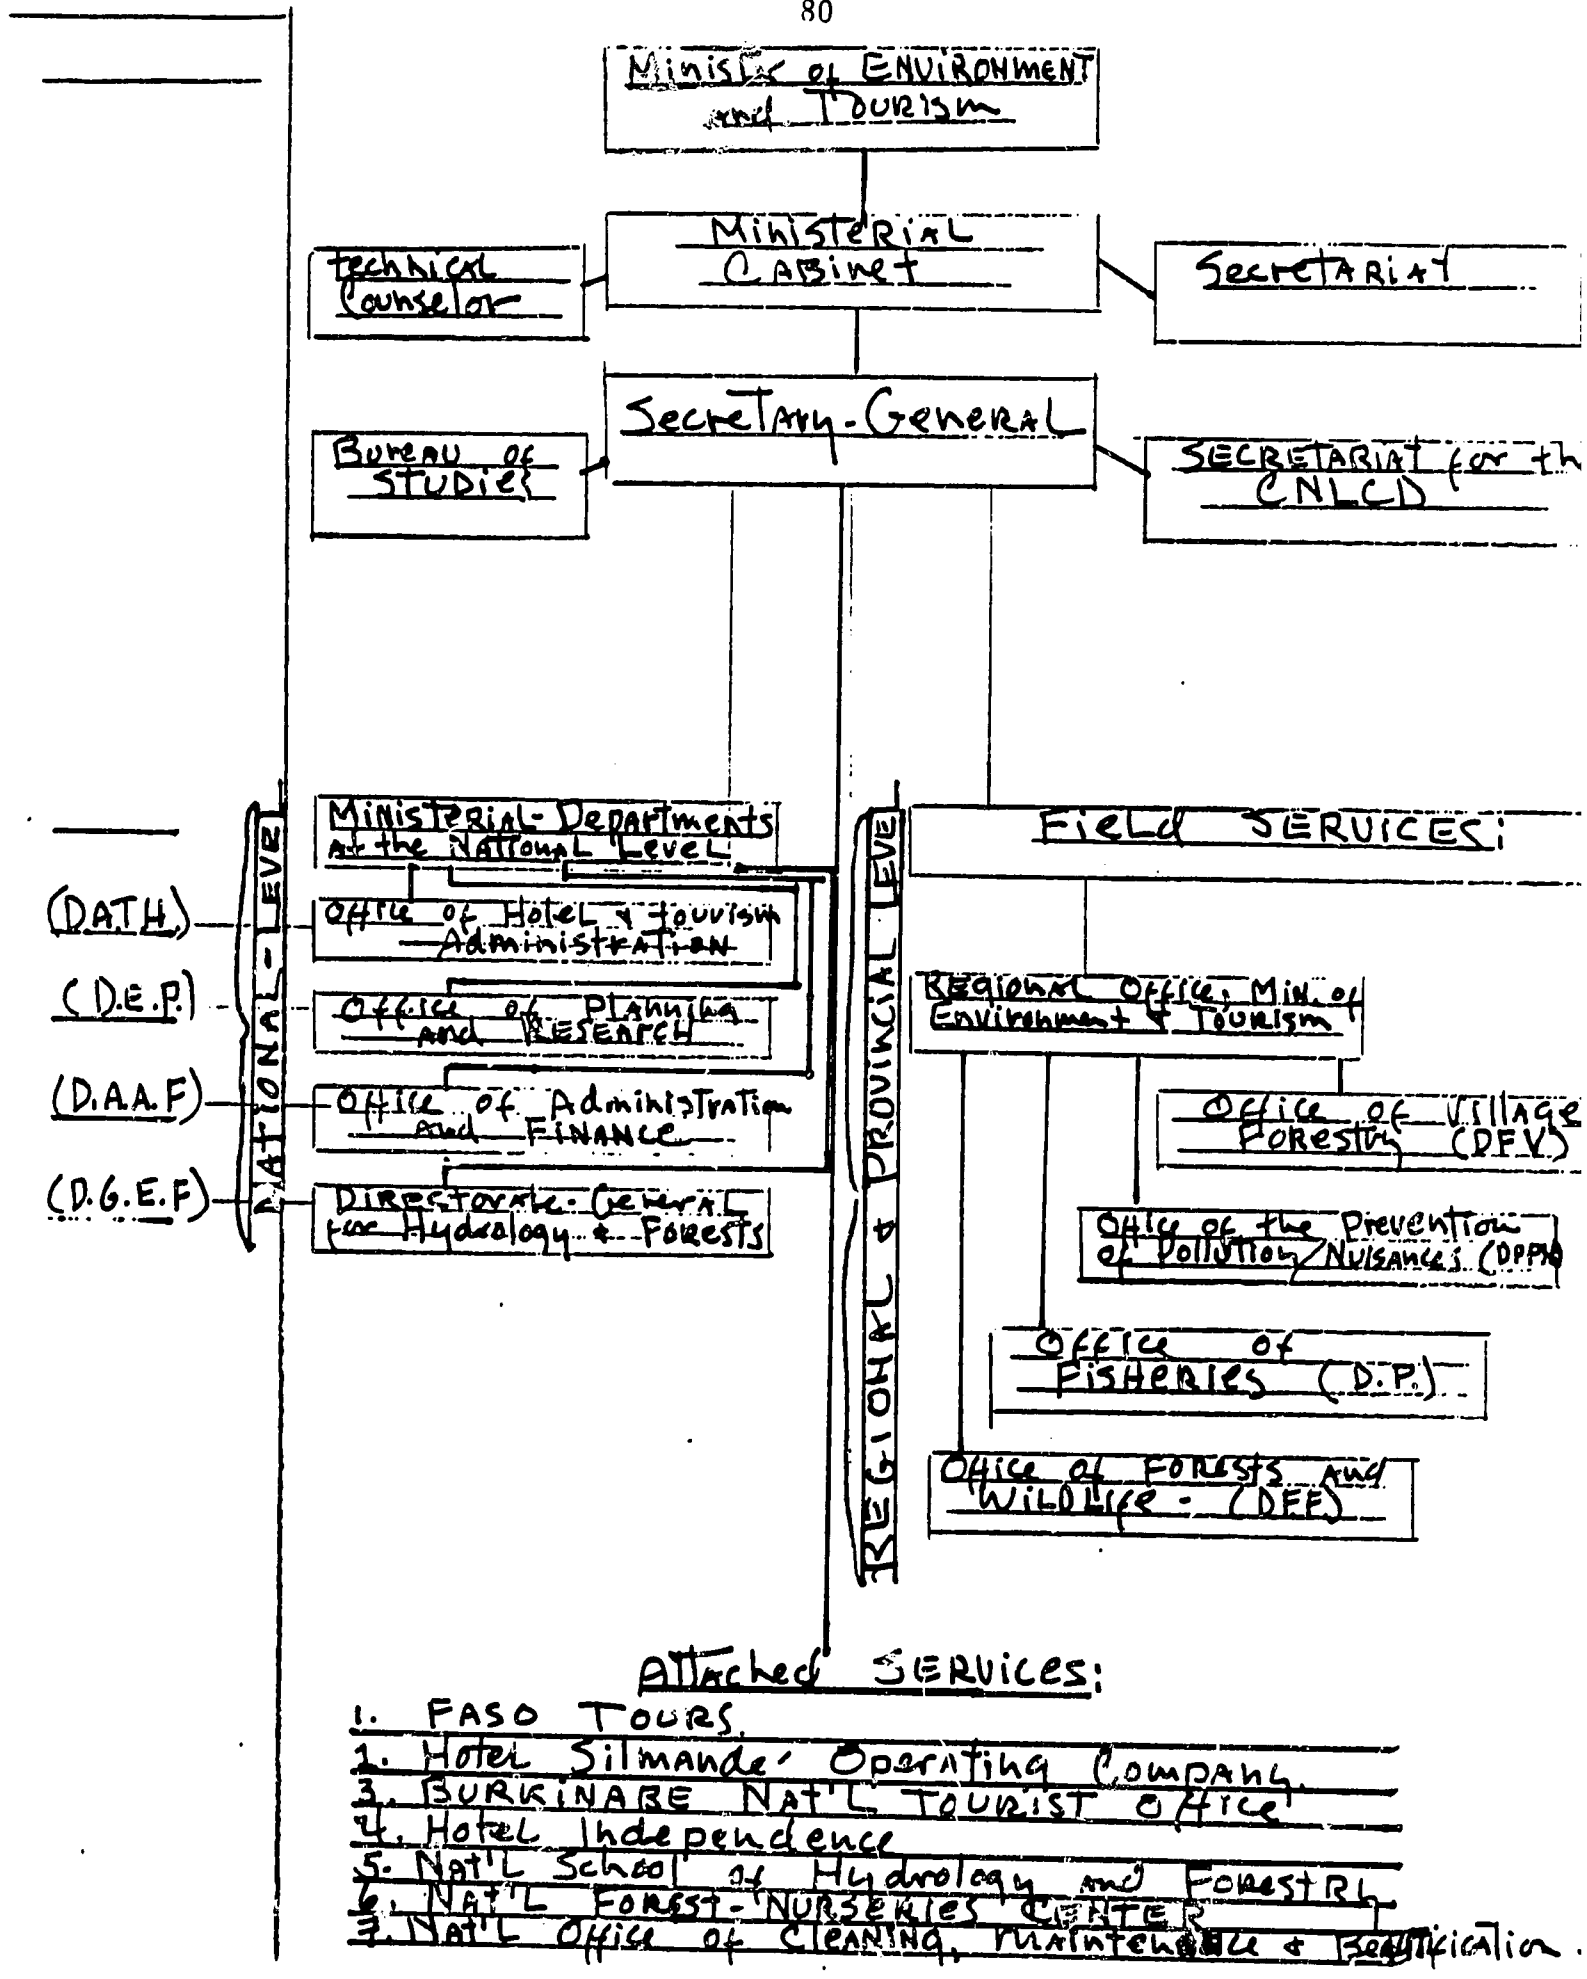 80
Minister of ENVIRONMENT
and Tourism
Ministerial
Cabinet
Technical
Counselor
Secretariat
Secretary-General
Bureau of
Studies
SECRETARIAT for th
CNLCD
Ministerial-Departments
at the National Level
Field SERVICES:
NATIONAL-LEVE
REGIONAL & PROVINCIAL LEVE
(D.A.T.H.)
Office of Hotel & Tourism
Administration
(D.E.P.)
Office of Planning
and RESEARCH
Regional Office, Min. of
Environment & Tourism
(D.A.A.F)
Office of Administration
and FINANCE
Office of Village
Forestry (DFV)
(D.G.E.F)
Directorate-General
for Hydrology & Forests
Office of the Prevention
of Pollution/Nuisances (DPPN)
Office of
Fisheries (D.P.)
Office of Forests and
Wildlife - (DFF)
Attached SERVICES:
1. FASO TOURS.
2. Hotel Silmande Operating Company.
3. BURKINABE NAT'L TOURIST Office
4. Hotel Independence
5. NAT'L School of Hydrology and Forestry
6. NAT'L FOREST-NURSERIES CENTER
7. NAT'L Office of Cleaning, Maintenance & Beautification.